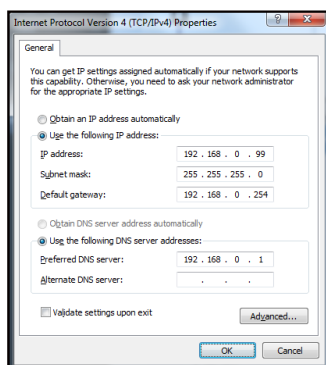 Internet Protocol Version 4 (TCP/IPv4) Properties
General
You can get IP settings assigned automatically if your network supports
this capability. Otherwise, you need to ask your network administrator
for the appropriate IP settings.
Obtain an IP address automatically
Use the following IP address:
IP address: 192 . 168 . 0 . 99
Subnet mask: 255 . 255 . 255 . 0
Default gateway: 192 . 168 . 0 . 254
Obtain DNS server address automatically
Use the following DNS server addresses:
Preferred DNS server: 192 . 168 . 0 . 1
Alternate DNS server: . . .
Validate settings upon exit
Advanced...
OK Cancel